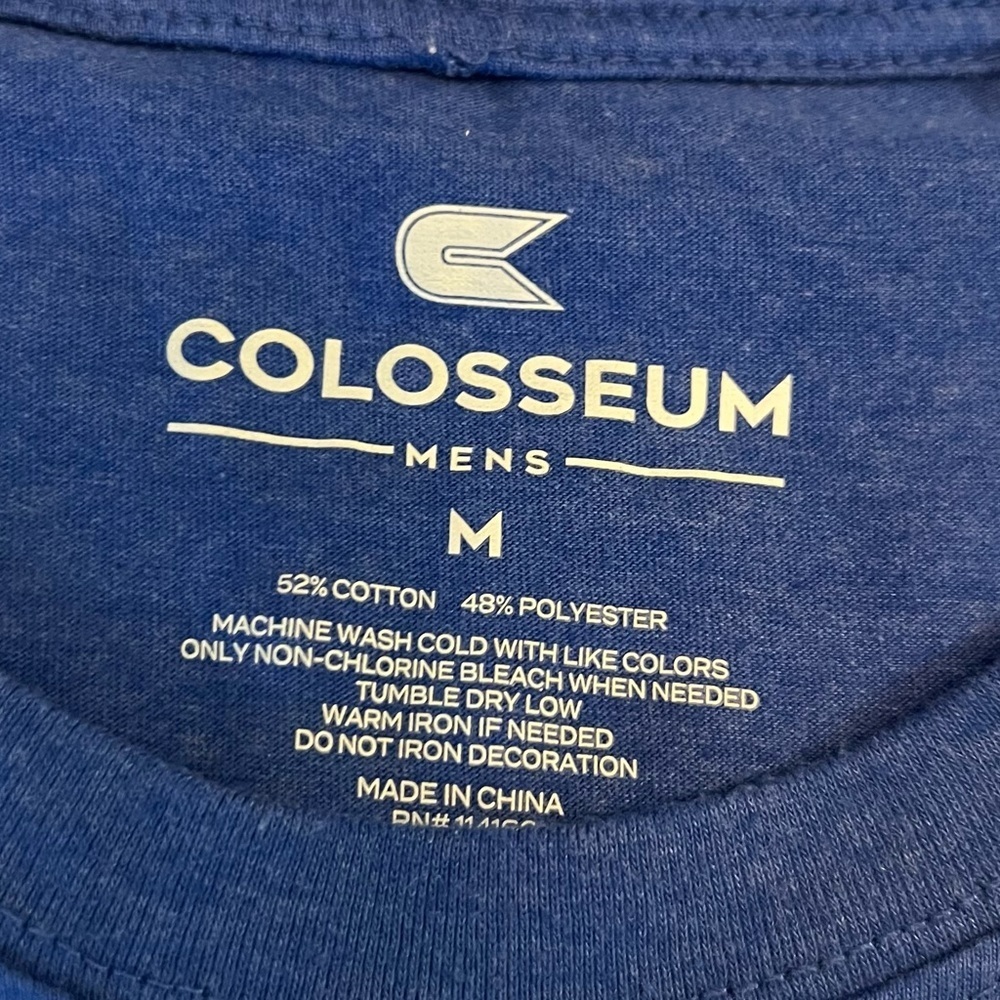 COLOSSEUM
MENS
M
52% COTTON 48% POLYESTER
MACHINE WASH COLD WITH LIKE COLORS
ONLY NON-CHLORINE BLEACH WHEN NEEDED
TUMBLE DRY LOW
WARM IRON IF NEEDED
DO NOT IRON DECORATION
MADE IN CHINA
RN#